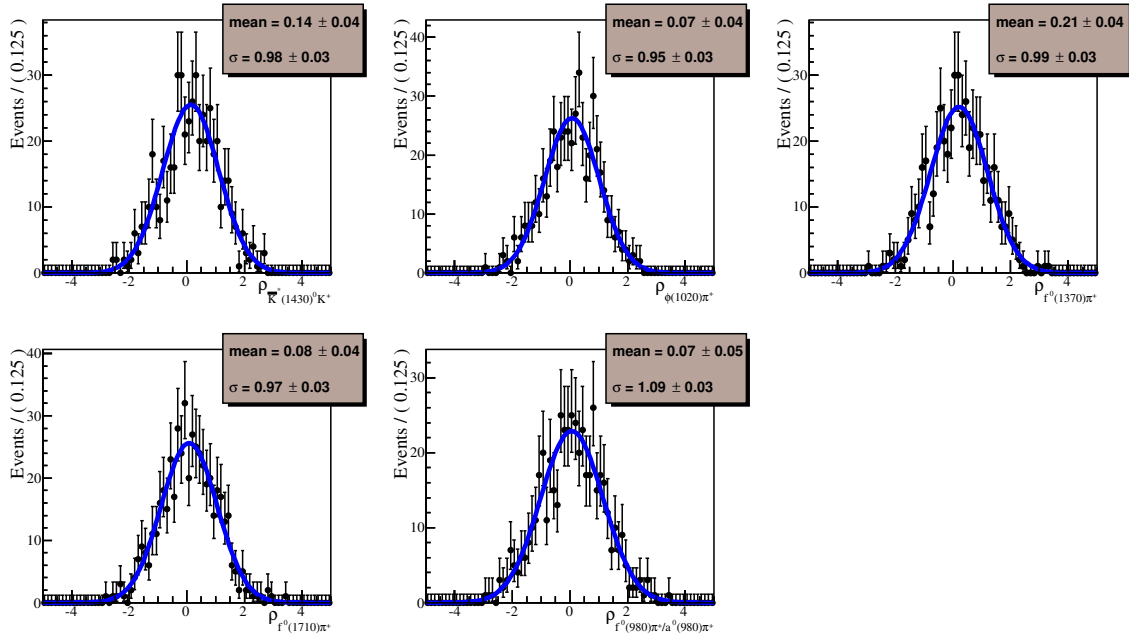 mean = 0.14 ± 0.04
σ = 0.98 ± 0.03
Events / ( 0.125 )
30
20
10
0
-4 -2 0 2 4
ρ K̅*(1430)⁰K⁺
mean = 0.07 ± 0.04
σ = 0.95 ± 0.03
Events / ( 0.125 )
40
30
20
10
0
-4 -2 0 2 4
ρ ϕ(1020)π⁺
mean = 0.21 ± 0.04
σ = 0.99 ± 0.03
Events / ( 0.125 )
30
20
10
0
-4 -2 0 2 4
ρ f⁰(1370)π⁺
mean = 0.08 ± 0.04
σ = 0.97 ± 0.03
Events / ( 0.125 )
40
30
20
10
0
-4 -2 0 2 4
ρ f⁰(1710)π⁺
mean = 0.07 ± 0.05
σ = 1.09 ± 0.03
Events / ( 0.125 )
30
20
10
0
-4 -2 0 2 4
ρ f⁰(980)π⁺/a⁰(980)π⁺